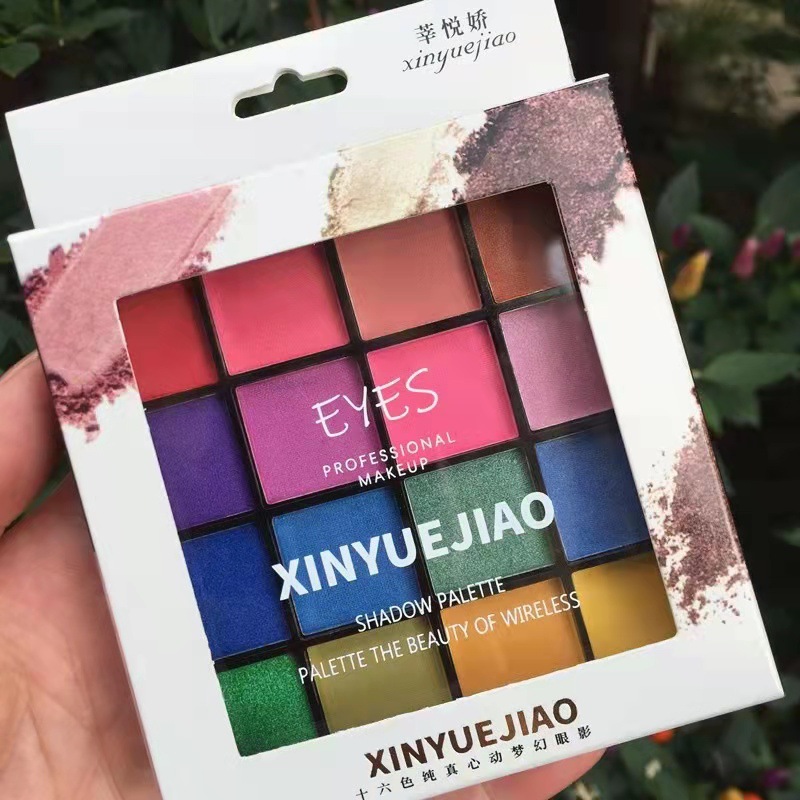 莘悦娇
xinyuejiao
EYES
PROFESSIONAL
MAKEUP
XINYUEJIAO
SHADOW PALETTE
PALETTE THE BEAUTY OF WIRELESS
XINYUEJIAO
十六色纯真心动梦幻眼影